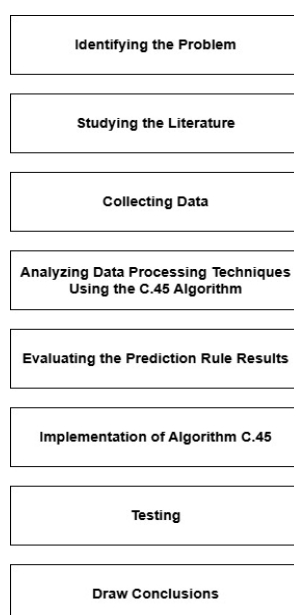 Identifying the Problem
Studying the Literature
Collecting Data
Analyzing Data Processing Techniques
Using the C.45 Algorithm
Evaluating the Prediction Rule Results
Implementation of Algorithm C.45
Testing
Draw Conclusions